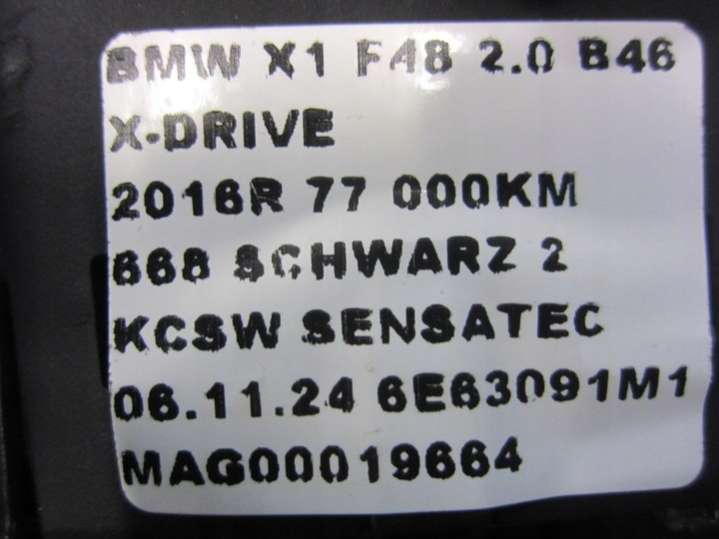 BMW X1 F48 2.0 B46
X-DRIVE
2016R 77 000KM
668 SCHWARZ 2
KCSW SENSATEC
06.11.24 6E63091M1
MAG00019664